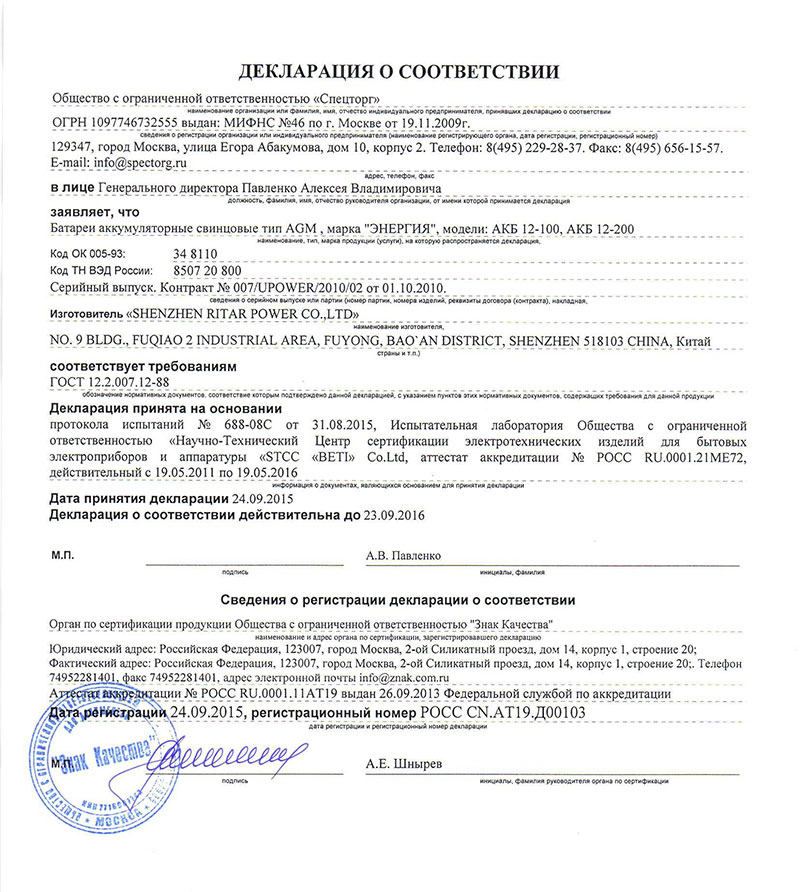 ДЕКЛАРАЦИЯ О СООТВЕТСТВИИ
Общество с ограниченной ответственностью «Спецторг»
наименование организации или фамилия, имя, отчество индивидуального предпринимателя, принявших декларацию о соответствии
ОГРН 1097746732555 выдан: МИФНС №46 по г. Москве от 19.11.2009г.
сведения о регистрации организации или индивидуального предпринимателя (наименование регистрирующего органа, дата регистрации, регистрационный номер)
129347, город Москва, улица Егора Абакумова, дом 10, корпус 2. Телефон: 8(495) 229-28-37. Факс: 8(495) 656-15-57.
E-mail: info@spectorg.ru
адрес, телефон, факс
в лице Генерального директора Павленко Алексея Владимировича
должность, фамилия, имя, отчество руководителя организации, от имени которой принимается декларация
заявляет, что
Батареи аккумуляторные свинцовые тип AGM , марка "ЭНЕРГИЯ", модели: АКБ 12-100, АКБ 12-200
наименование, тип, марка продукции (услуги), на которую распространяется декларация,
Код ОК 005-93: 34 8110
Код ТН ВЭД России: 8507 20 800
Серийный выпуск. Контракт № 007/UPOWER/2010/02 от 01.10.2010.
сведения о серийном выпуске или партии (номер партии, номера изделий, реквизиты договора (контракта), накладная,
Изготовитель «SHENZHEN RITAR POWER CO.,LTD»
наименование изготовителя,
NO. 9 BLDG., FUQIAO 2 INDUSTRIAL AREA, FUYONG, BAO`AN DISTRICT, SHENZHEN 518103 CHINA, Китай
страны и т.п.)
соответствует требованиям
ГОСТ 12.2.007.12-88
обозначение нормативных документов, соответствие которым подтверждено данной декларацией, с указанием пунктов этих нормативных документов, содержащих требования для данной продукции
Декларация принята на основании
протокола испытаний № 688-08С от 31.08.2015, Испытательная лаборатория Общества с ограниченной
ответственностью «Научно-Технический Центр сертификации электротехнических изделий для бытовых
электроприборов и аппаратуры «STCC «BETI» Co.Ltd, аттестат аккредитации № РОСС RU.0001.21МЕ72,
действительный с 19.05.2011 по 19.05.2016
информация о документах, являющихся основанием для принятия декларации
Дата принятия декларации 24.09.2015
Декларация о соответствии действительна до 23.09.2016
М.П. А.В. Павленко
подпись инициалы, фамилия
Сведения о регистрации декларации о соответствии
Орган по сертификации продукции Общества с ограниченной ответственностью "Знак Качества"
наименование и адрес органа по сертификации, зарегистрировавшего декларацию
Юридический адрес: Российская Федерация, 123007, город Москва, 2-ой Силикатный проезд, дом 14, корпус 1, строение 20;
Фактический адрес: Российская Федерация, 123007, город Москва, 2-ой Силикатный проезд, дом 14, корпус 1, строение 20;. Телефон
74952281401, факс 74952281401, адрес электронной почты info@znak.com.ru
Аттестат аккредитации № РОСС RU.0001.11АТ19 выдан 26.09.2013 Федеральной службой по аккредитации
Дата регистрации 24.09.2015, регистрационный номер РОСС CN.АТ19.Д00103
дата регистрации и регистрационный номер декларации
М.П. А.Е. Шнырев
подпись инициалы, фамилия руководителя органа по сертификации
"Знак Качества"
МОСКВА